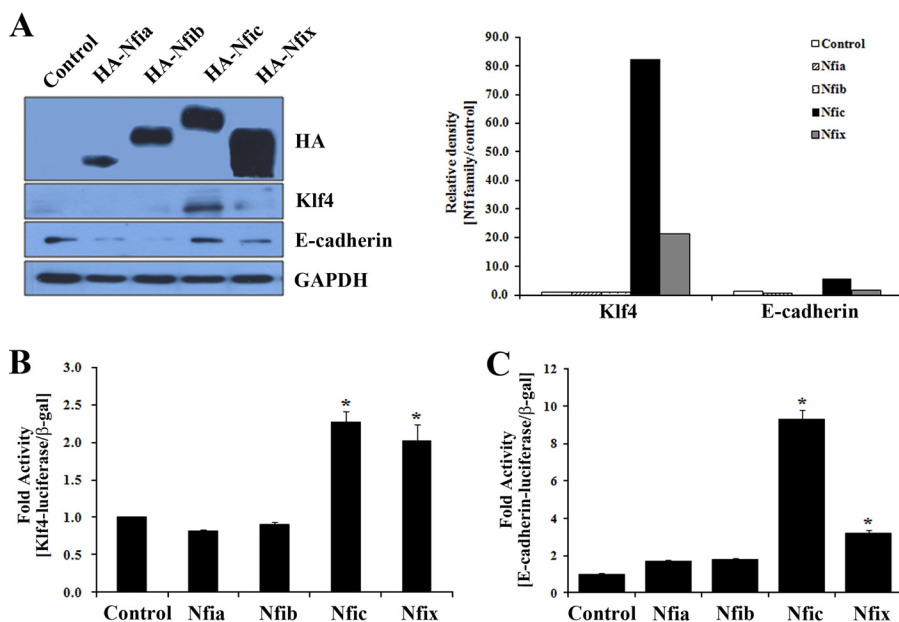 A
Control
HA-Nfia
HA-Nfib
HA-Nfic
HA-Nfix
HA
Klf4
E-cadherin
GAPDH
Relative density
[Nfi family/control]
90.0
80.0
70.0
60.0
50.0
40.0
30.0
20.0
10.0
0.0
Control
Nfia
Nfib
Nfic
Nfix
Klf4 E-cadherin
B
Fold Activity
[Klf4-luciferase/β-gal]
3.0
2.5
2.0
1.5
1.0
0.5
0.0
* *
Control Nfia Nfib Nfic Nfix
C
Fold Activity
[E-cadherin-luciferase/β-gal]
12
10
8
6
4
2
0
*
*
Control Nfia Nfib Nfic Nfix